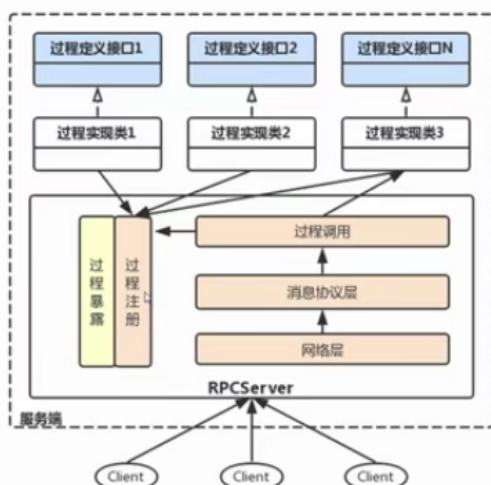 过程定义接口1
过程定义接口2
过程定义接口N
过程实现类1
过程实现类2
过程实现类3
过程暴露
过程注册
过程调用
消息协议层
网络层
RPCServer
服务端
Client
Client
Client